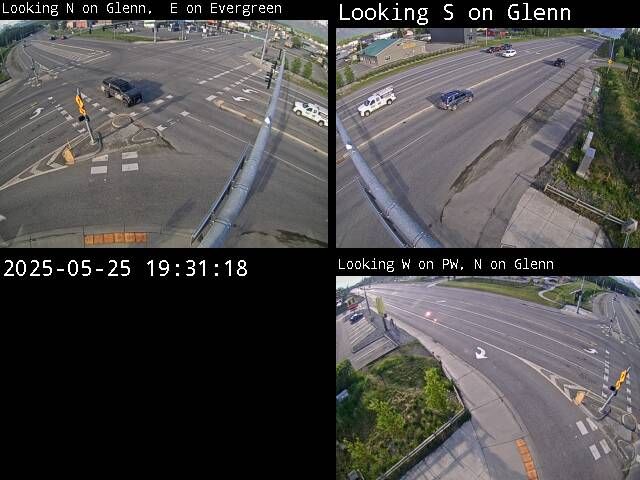 Looking N on Glenn, E on Evergreen
Looking S on Glenn
2025-05-25 19:31:18
Looking W on PW, N on Glenn